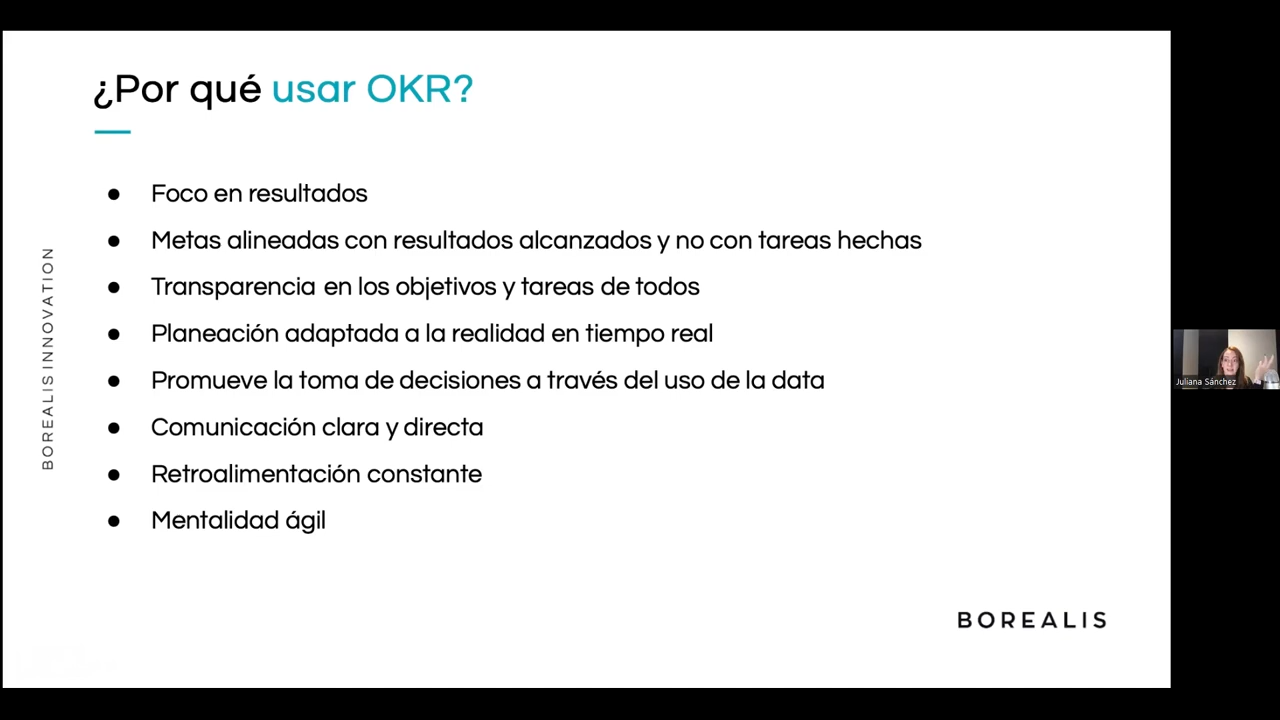 ¿Por qué usar OKR?
Foco en resultados
Metas alineadas con resultados alcanzados y no con tareas hechas
Transparencia en los objetivos y tareas de todos
Planeación adaptada a la realidad en tiempo real
Promueve la toma de decisiones a través del uso de la data
Comunicación clara y directa
Retroalimentación constante
Mentalidad ágil
BOREALISINNOVATION
BOREALIS
Juliana Sánchez